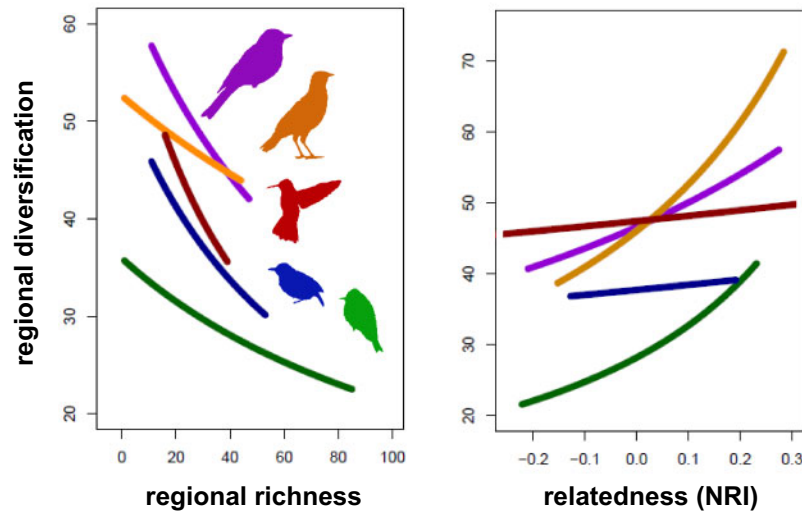 regional diversification
60
50
40
30
20
0 20 40 60 80 100
regional richness
70
60
50
40
30
20
−0.2 −0.1 0.0 0.1 0.2 0.3
relatedness (NRI)